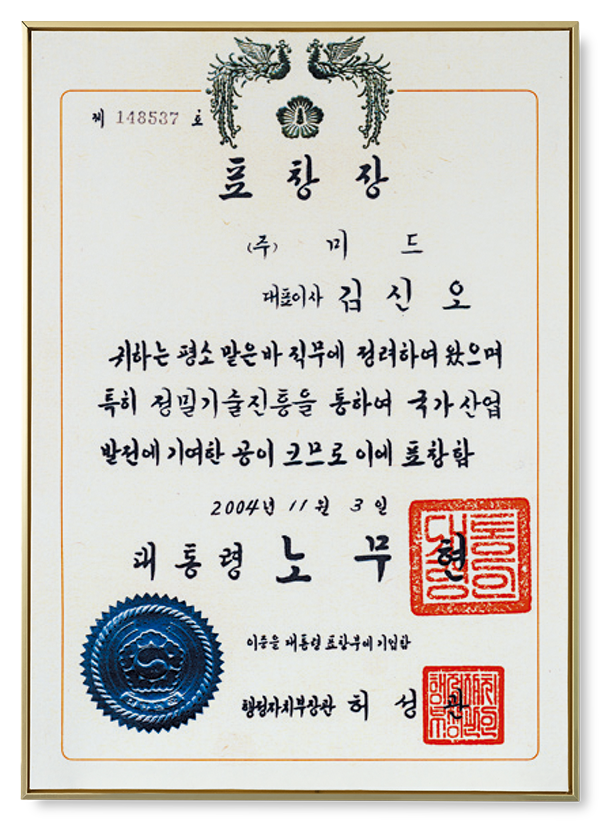 제 148537 호
표창장
(주) 미드
대표이사 김신오
귀하는 평소 맡은바 직무에 정려하여 왔으며
특히 정밀기술진흥을 통하여 국가산업
발전에 기여한 공이 크므로 이에 표창함
2004년 11월 3일
대통령 노무현
이증을 대통령 표창부에 기입함
행정자치부장관 허성관